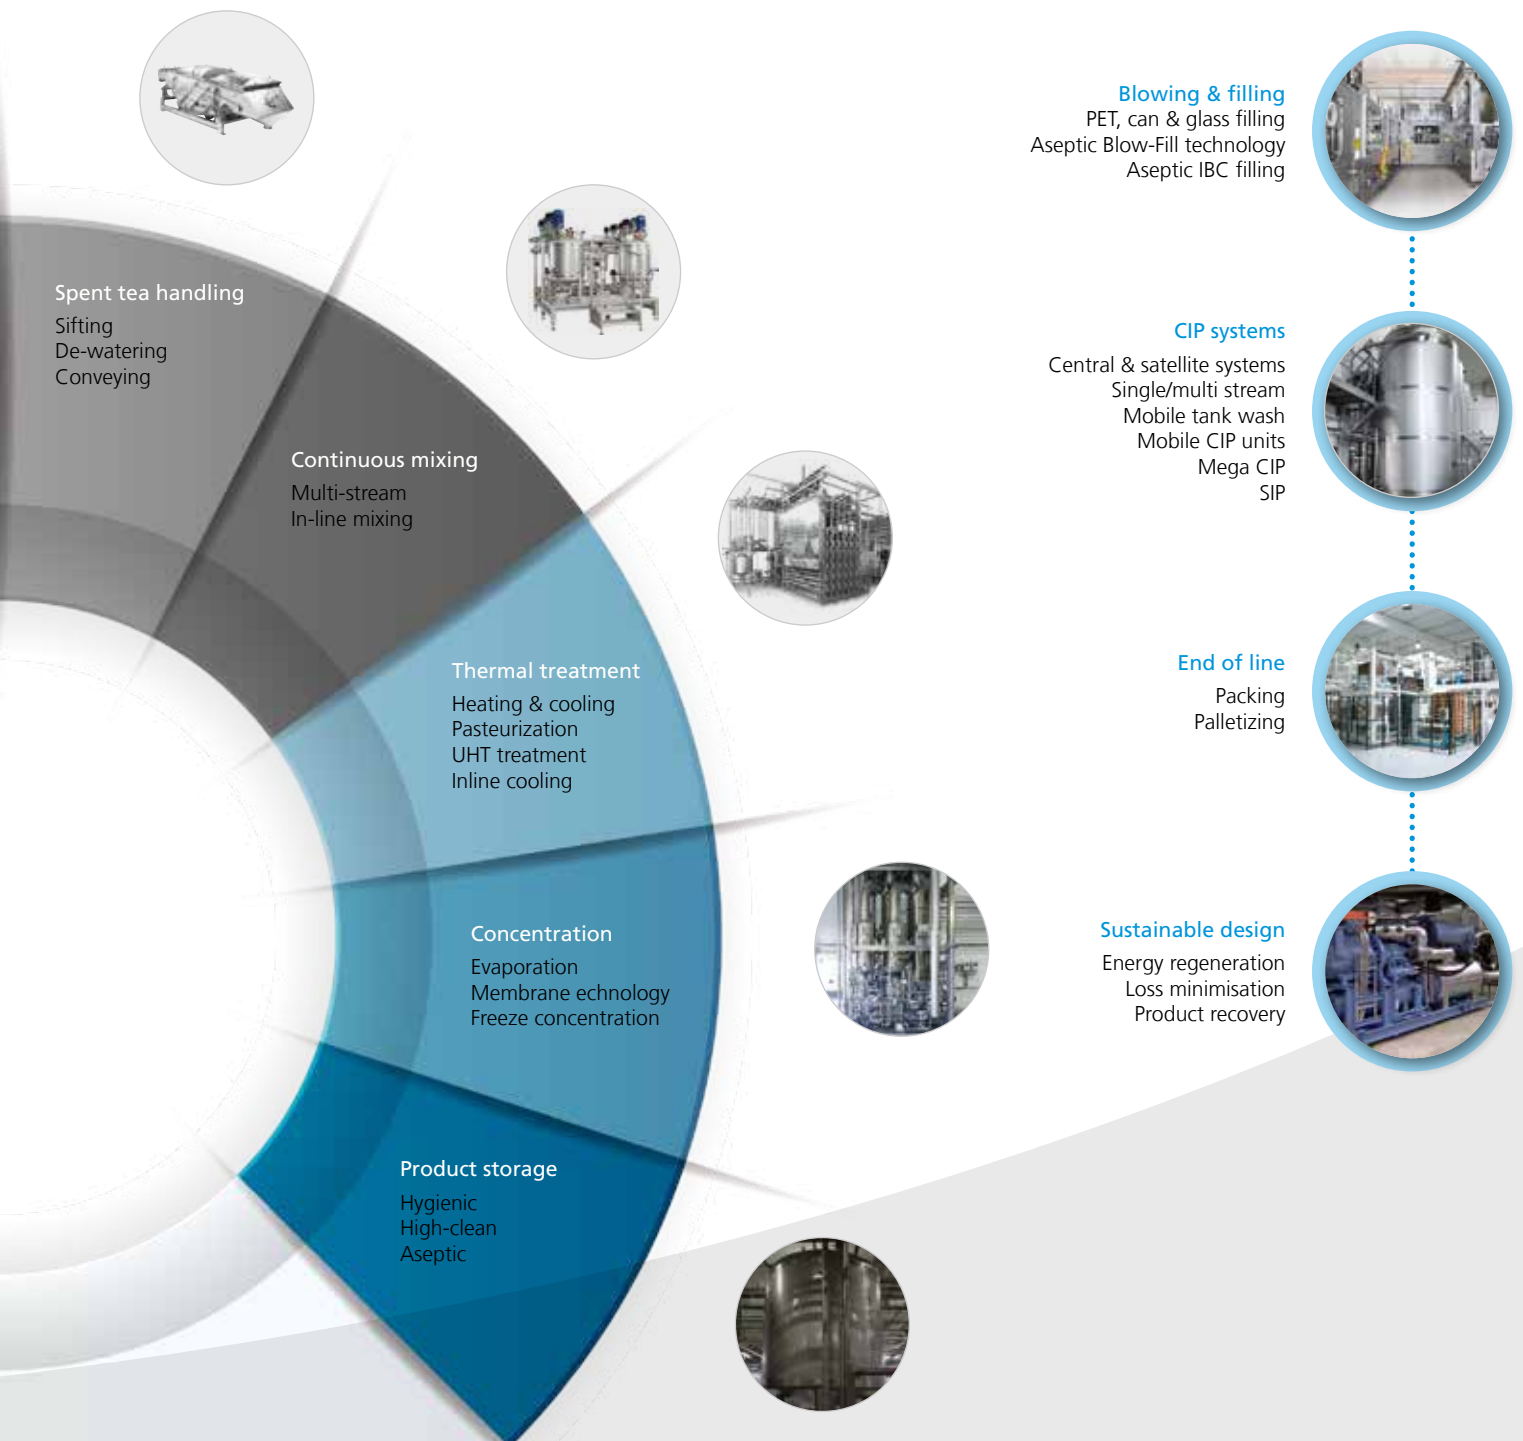 Spent tea handling
Sifting
De-watering
Conveying
Continuous mixing
Multi-stream
In-line mixing
Thermal treatment
Heating & cooling
Pasteurization
UHT treatment
Inline cooling
Concentration
Evaporation
Membrane echnology
Freeze concentration
Product storage
Hygienic
High-clean
Aseptic
Blowing & filling
PET, can & glass filling
Aseptic Blow-Fill technology
Aseptic IBC filling
CIP systems
Central & satellite systems
Single/multi stream
Mobile tank wash
Mobile CIP units
Mega CIP
SIP
End of line
Packing
Palletizing
Sustainable design
Energy regeneration
Loss minimisation
Product recovery